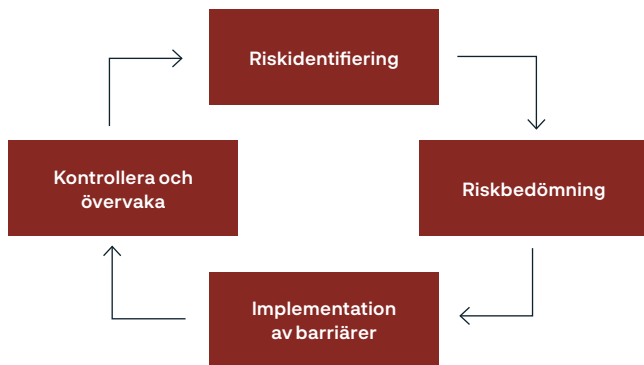 Riskidentifiering
Kontrollera och
övervaka
Riskbedömning
Implementation
av barriärer